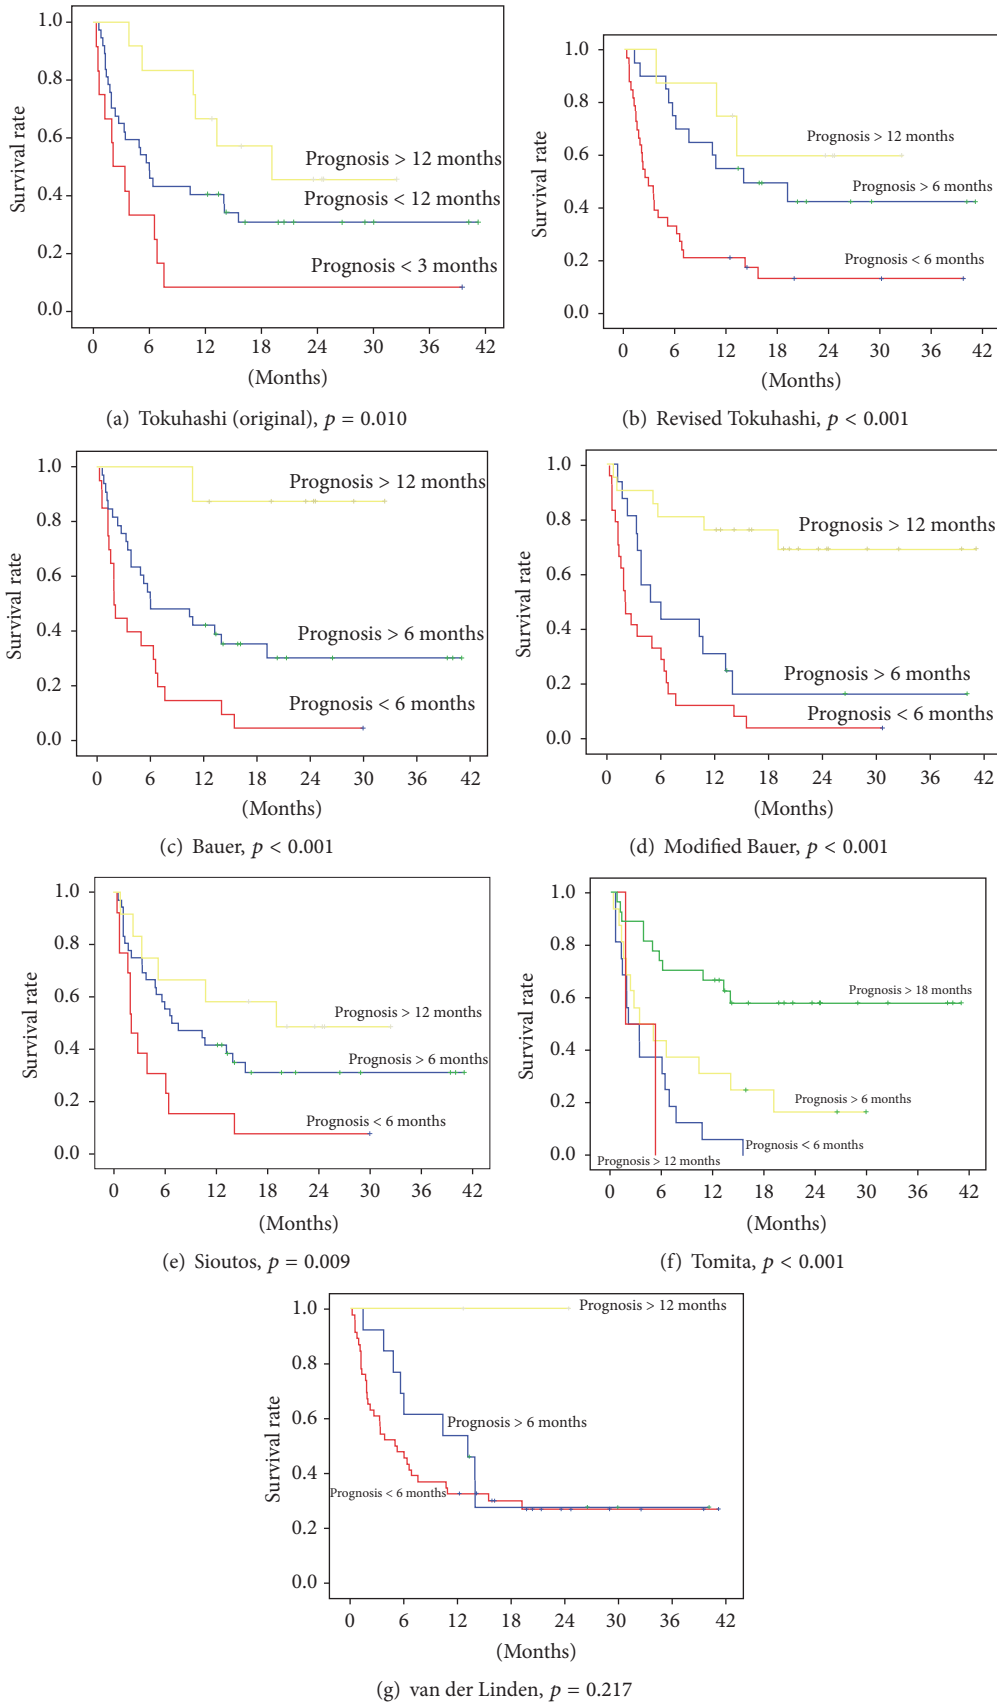 1.0
0.8
0.6
0.4
0.2
0.0
Survival rate
Prognosis > 12 months
Prognosis < 12 months
Prognosis < 3 months
0 6 12 18 24 30 36 42
(Months)
(a) Tokuhashi (original), p = 0.010
1.0
0.8
0.6
0.4
0.2
0.0
Survival rate
Prognosis > 12 months
Prognosis > 6 months
Prognosis < 6 months
0 6 12 18 24 30 36 42
(Months)
(b) Revised Tokuhashi, p < 0.001
1.0
0.8
0.6
0.4
0.2
0.0
Survival rate
Prognosis > 12 months
Prognosis > 6 months
Prognosis < 6 months
0 6 12 18 24 30 36 42
(Months)
(c) Bauer, p < 0.001
1.0
0.8
0.6
0.4
0.2
0.0
Survival rate
Prognosis > 12 months
Prognosis > 6 months
Prognosis < 6 months
0 6 12 18 24 30 36 42
(Months)
(d) Modified Bauer, p < 0.001
1.0
0.8
0.6
0.4
0.2
0.0
Survival rate
Prognosis > 12 months
Prognosis > 6 months
Prognosis < 6 months
0 6 12 18 24 30 36 42
(Months)
(e) Sioutos, p = 0.009
1.0
0.8
0.6
0.4
0.2
0.0
Survival rate
Prognosis > 18 months
Prognosis > 6 months
Prognosis < 6 months
Prognosis > 12 months
0 6 12 18 24 30 36 42
(Months)
(f) Tomita, p < 0.001
1.0
0.8
0.6
0.4
0.2
0.0
Survival rate
Prognosis > 12 months
Prognosis > 6 months
Prognosis < 6 months
0 6 12 18 24 30 36 42
(Months)
(g) van der Linden, p = 0.217